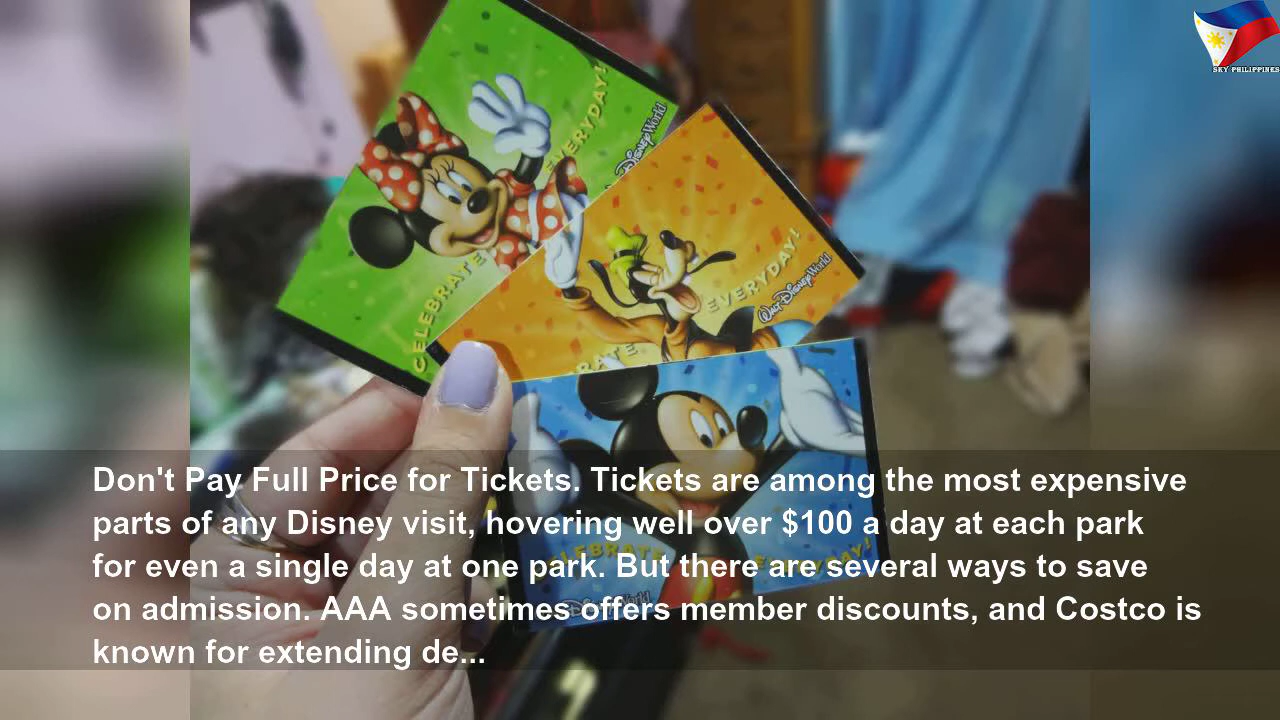 SKY PHILIPPINES
CELEBRATE
EVERYDAY!
Walt Disney World
EVERYDAY!
Walt Disney World
CELEBRATE
EVERYDAY!
Don't Pay Full Price for Tickets. Tickets are among the most expensive
parts of any Disney visit, hovering well over $100 a day at each park
for even a single day at one park. But there are several ways to save
on admission. AAA sometimes offers member discounts, and Costco is
known for extending de...